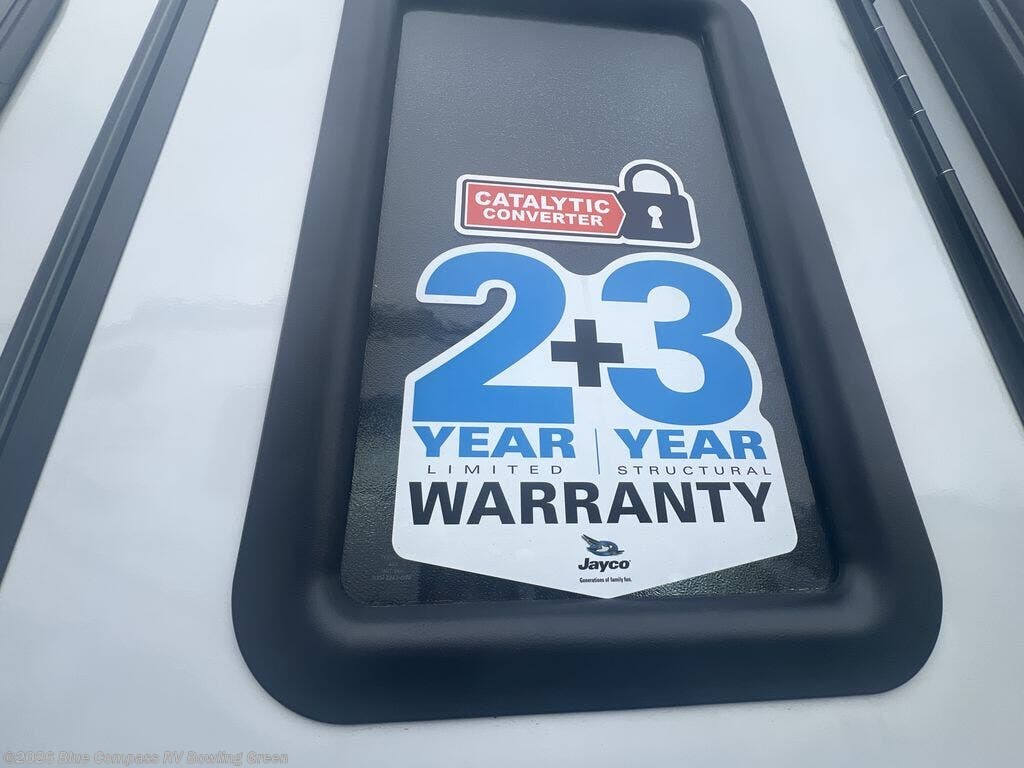 CATALYTIC
CONVERTER
2+3
YEAR | YEAR
LIMITED STRUCTURAL
WARRANTY
Jayco
Generations of family fun.
©2026 Blue Compass RV Bowling Green